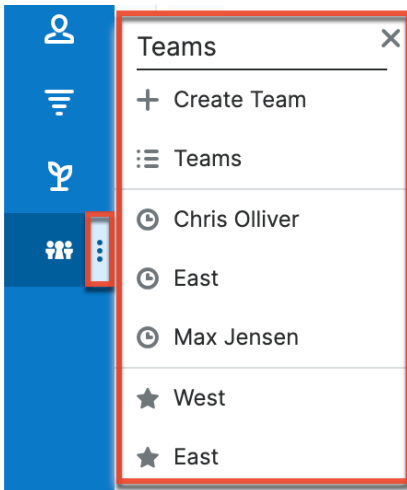 Teams
Create Team
Teams
Chris Olliver
East
Max Jensen
West
East